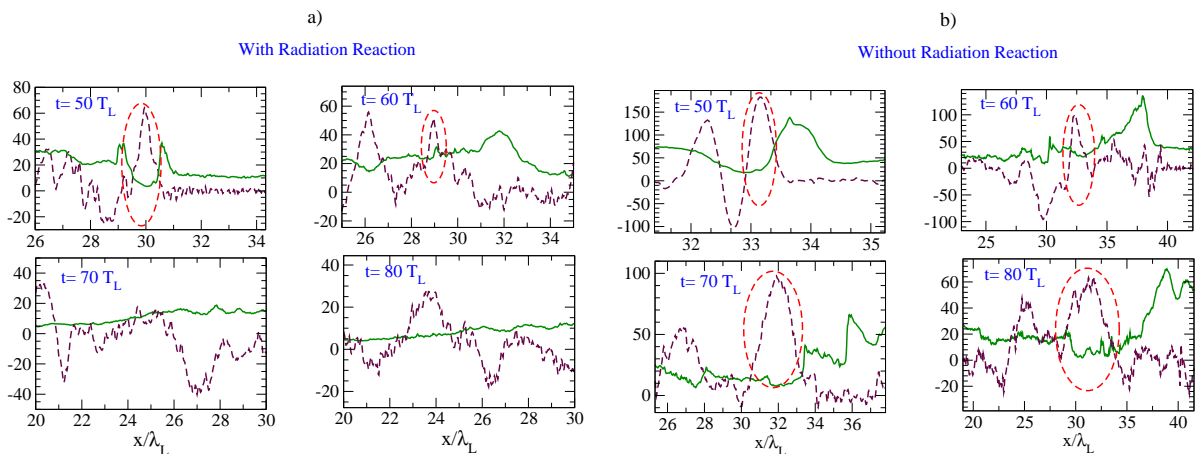 a)
With Radiation Reaction
t= 50 T_L
80
60
40
20
0
-20
26 28 30 32 34
t= 60 T_L
60
40
20
0
-20
26 28 30 32 34
t= 70 T_L
40
20
0
-20
-40
20 22 24 26 28 30
x/λ_L
t= 80 T_L
40
20
0
-20
20 22 24 26 28 30
x/λ_L
b)
Without Radiation Reaction
t= 50 T_L
150
100
50
0
-50
-100
32 33 34 35
t= 60 T_L
100
50
0
-50
-100
25 30 35 40
t= 70 T_L
100
50
0
26 28 30 32 34 36
x/λ_L
t= 80 T_L
60
40
20
0
-20
20 25 30 35 40
x/λ_L